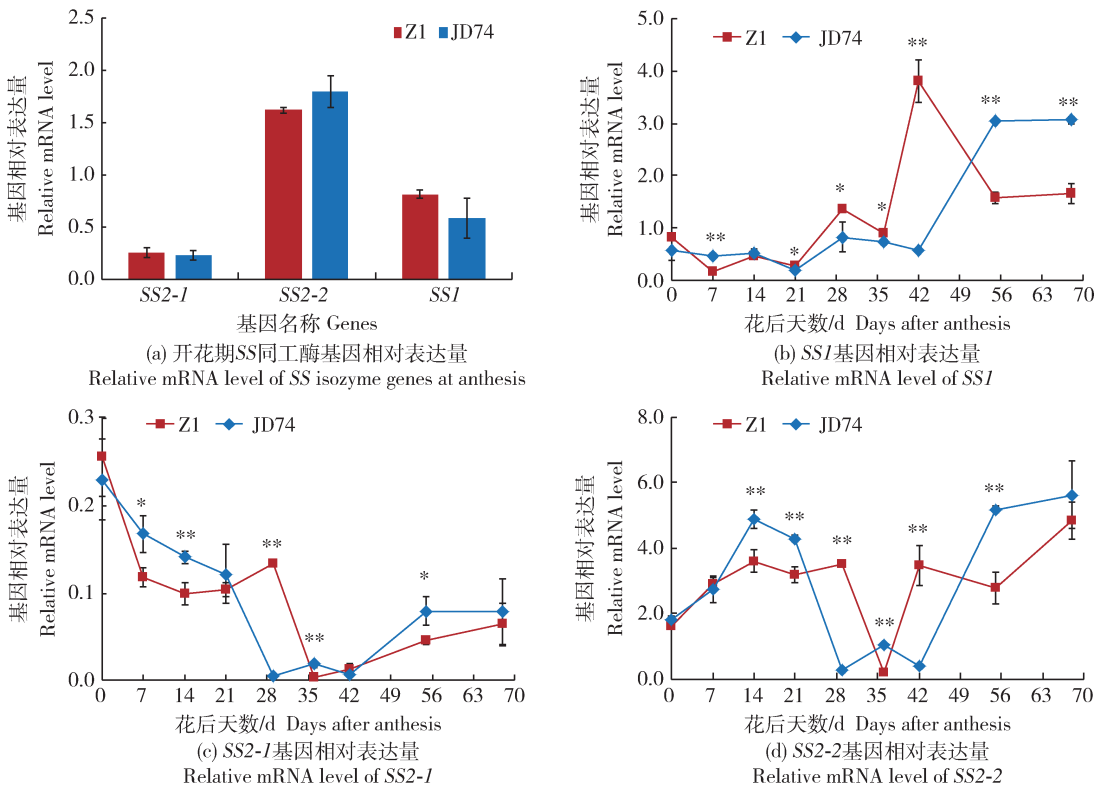 基因相对表达量
Relative mRNA level
2.5
2.0
1.5
1.0
0.5
0.0
Z1 JD74
SS2-1 SS2-2 SS1
基因名称 Genes
(a) 开花期SS同工酶基因相对表达量
Relative mRNA level of SS isozyme genes at anthesis
基因相对表达量
Relative mRNA level
5.0
4.0
3.0
2.0
1.0
0.0
Z1 JD74
** * * * ** ** **
0 7 14 21 28 35 42 49 56 63 70
花后天数/d Days after anthesis
(b) SS1基因相对表达量
Relative mRNA level of SS1
基因相对表达量
Relative mRNA level
0.3
0.2
0.1
0.0
Z1 JD74
* ** ** ** *
0 7 14 21 28 35 42 49 56 63 70
花后天数/d Days after anthesis
(c) SS2-1基因相对表达量
Relative mRNA level of SS2-1
基因相对表达量
Relative mRNA level
8.0
6.0
4.0
2.0
0.0
Z1 JD74
** ** ** ** ** **
0 7 14 21 28 35 42 49 56 63 70
花后天数/d Days after anthesis
(d) SS2-2基因相对表达量
Relative mRNA level of SS2-2